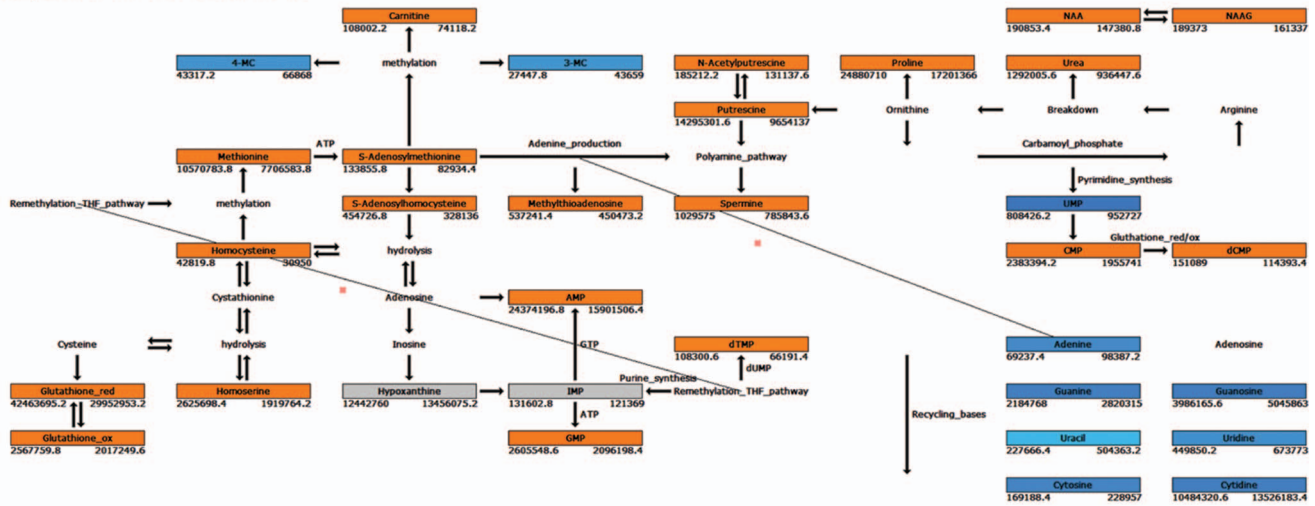 Carnitine
108002.2 74118.2
NAA NAAG
190853.4 147380.8 189373 161337
4-MC methylation 3-MC
43317.2 66868 27447.8 43659
N-Acetylputrescine Proline Urea
185212.2 131137.6 24880710 17201366 1292005.6 936447.6
Putrescine Ornithine Breakdown Arginine
14295301.6 9654137
ATP Adenine_production Carbamoyl_phosphate
Methionine S-Adenosylmethionine Polyamine_pathway
10570783.8 7706583.8 133855.8 82934.4
Pyrimidine_synthesis
Remethylation_THF_pathway methylation S-Adenosylhomocysteine Methylthioadenosine Spermine UMP
454726.8 328136 537241.4 450473.2 1029575 785843.6 808426.2 952727
Gluthatione_red/ox
Homocysteine hydrolysis CMP dCMP
42819.8 30950 2383394.2 1955741 151089 114393.4
Cystathionine Adenosine AMP
24374196.8 15901506.4
Cysteine hydrolysis Inosine GTP dTMP Adenine Adenosine
108300.6 66191.4 69237.4 98387.2
dUMP
Purine_synthesis
Glutathione_red Homoserine Hypoxanthine IMP Remethylation_THF_pathway Guanine Guanosine
42463695.2 29952953.2 2625698.4 1919764.2 12442760 13456075.2 131602.8 121369 2184768 2820315 3986165.6 5045863
ATP Recycling_bases
Glutathione_ox GMP Uracil Uridine
2567759.8 2017249.6 2605548.6 2096198.4 227666.4 504363.2 449850.2 673773
Cytosine Cytidine
169188.4 228957 10484320.6 13526183.4